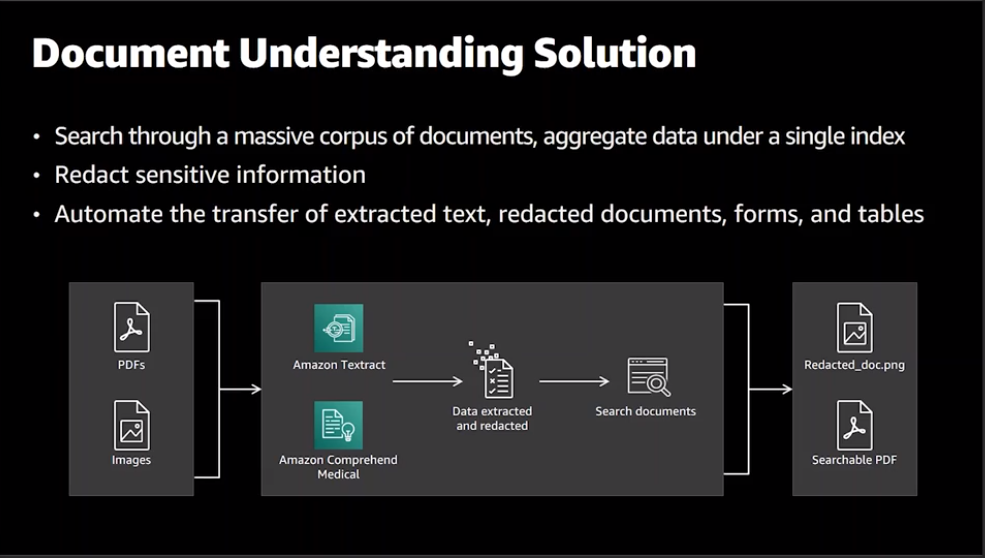 Document Understanding Solution
• Search through a massive corpus of documents, aggregate data under a single index
• Redact sensitive information
• Automate the transfer of extracted text, redacted documents, forms, and tables
PDFs
Images
Amazon Textract
Amazon Comprehend
Medical
Data extracted
and redacted
Search documents
Redacted_doc.png
Searchable PDF